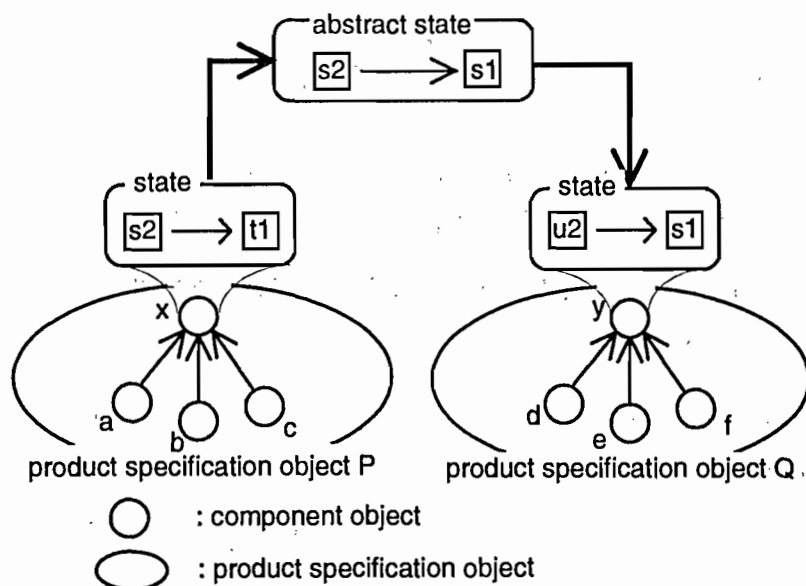 abstract state
s2 s1
state state
s2 t1 u2 s1
x y
a b c d e f
product specification object P product specification object Q
: component object
: product specification object